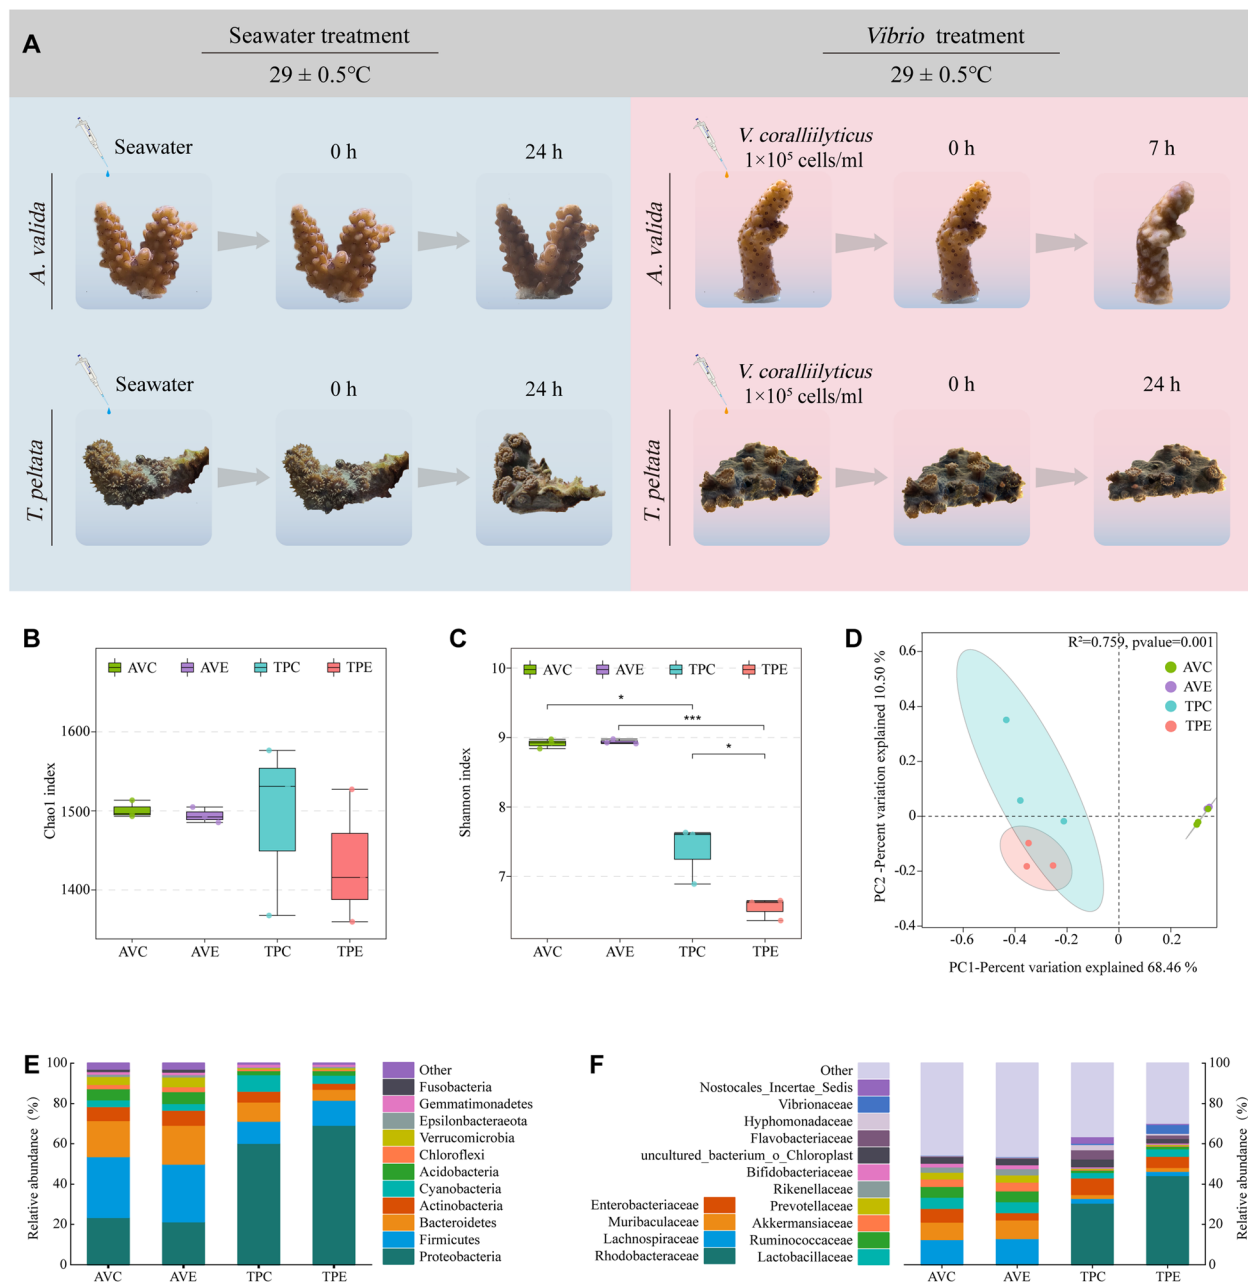 A
Seawater treatment
29 ± 0.5℃
Vibrio treatment
29 ± 0.5℃
Seawater
0 h
24 h
A. valida
V. coralliilyticus
1×10⁵ cells/ml
0 h
7 h
A. valida
Seawater
0 h
24 h
T. peltata
V. coralliilyticus
1×10⁵ cells/ml
0 h
24 h
T. peltata
B
AVC AVE TPC TPE
Chao1 index
1600
1500
1400
AVC AVE TPC TPE
C
AVC AVE TPC TPE
Shannon index
10
9
8
7
*
***
*
AVC AVE TPC TPE
D
R²=0.759, pvalue=0.001
AVC
AVE
TPC
TPE
PC2 -Percent variation explained 10.50 %
0.6
0.4
0.2
0
-0.2
-0.4
-0.6 -0.4 -0.2 0 0.2
PC1-Percent variation explained 68.46 %
E
Relative abundance (%)
100
80
60
40
20
0
AVC AVE TPC TPE
Other
Fusobacteria
Gemmatimonadetes
Epsilonbacteraeota
Verrucomicrobia
Chloroflexi
Acidobacteria
Cyanobacteria
Actinobacteria
Bacteroidetes
Firmicutes
Proteobacteria
F
Other
Nostocales_Incertae_Sedis
Vibrionaceae
Hyphomonadaceae
Flavobacteriaceae
uncultured_bacterium_o_Chloroplast
Bifidobacteriaceae
Rikenellaceae
Enterobacteriaceae Prevotellaceae
Muribaculaceae Akkermansiaceae
Lachnospiraceae Ruminococcaceae
Rhodobacteraceae Lactobacillaceae
100
80
60
40
20
0
Relative abundance (%)
AVC AVE TPC TPE